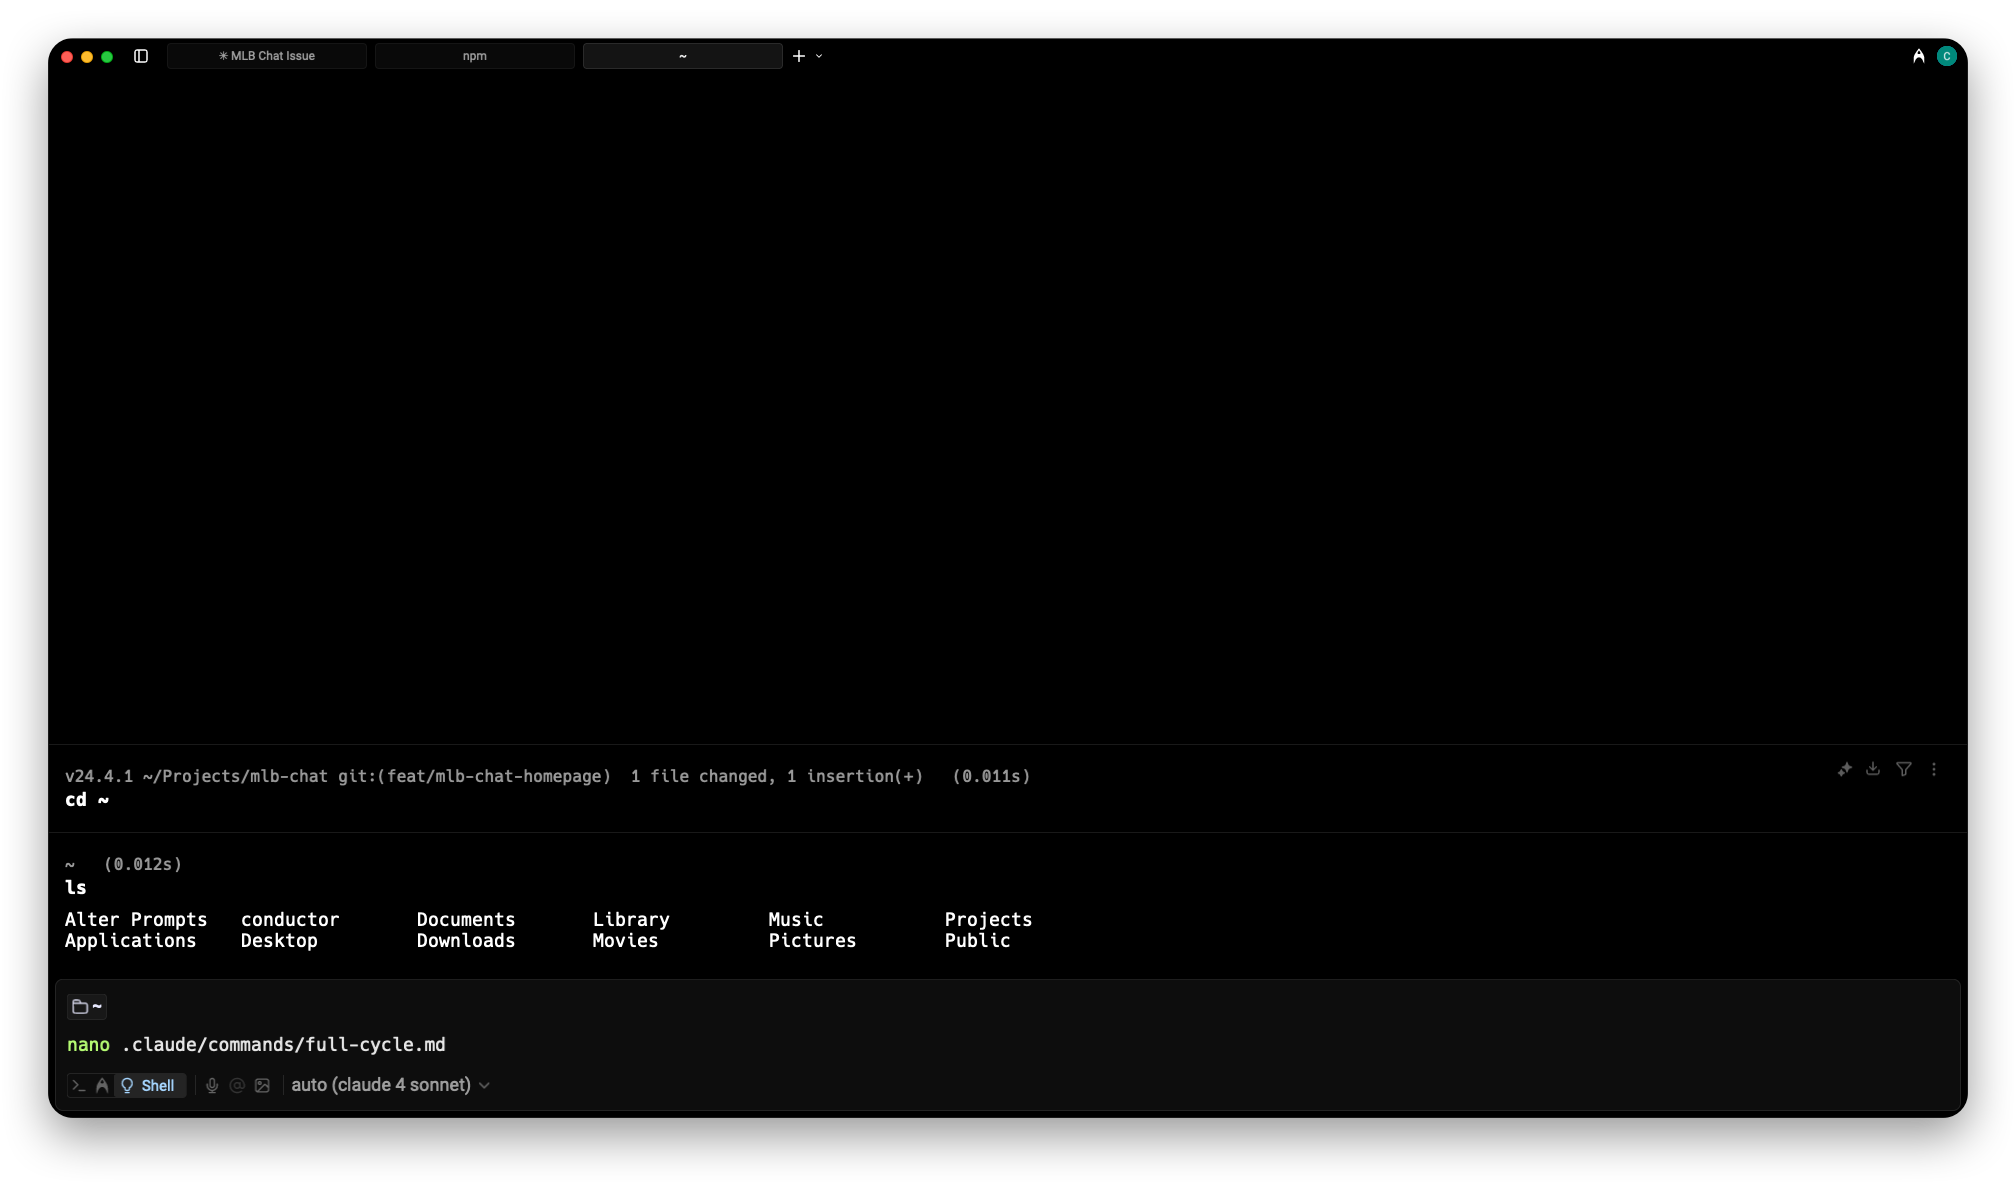 ✳ MLB Chat Issue
npm
~
C
v24.4.1 ~/Projects/mlb-chat git:(feat/mlb-chat-homepage)  1 file changed, 1 insertion(+)   (0.011s)
cd ~
~   (0.012s)
ls
Alter Prompts   conductor       Documents       Library         Music           Projects
Applications    Desktop         Downloads       Movies          Pictures        Public
~
nano .claude/commands/full-cycle.md
Shell @ auto (claude 4 sonnet)